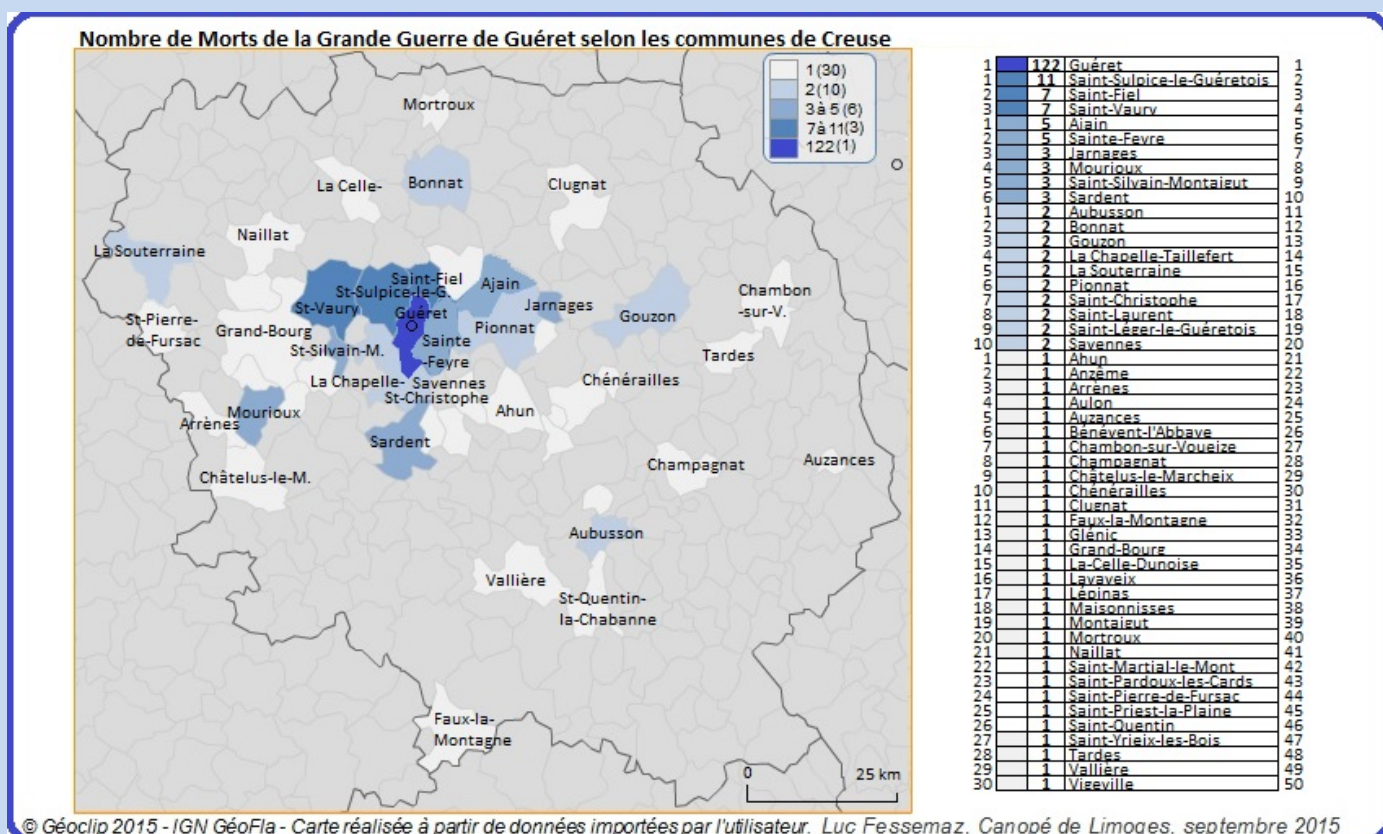 Nombre de Morts de la Grande Guerre de Guéret selon les communes de Creuse
1 (30)
2 (10)
3 à 5 (6)
7 à 11(3)
122 (1)
Mortroux
La Celle-
Bonnat
Clugnat
Naillat
La Souterraine
Saint-Fiel
St-Sulpice-le-G.
Ajain
St-Vaury
Guéret
Jarnages
Chambon
-sur-V.
St-Pierre-
de-Fursac
Grand-Bourg
Pionnat
Gouzon
St-Silvain-M.
Sainte
-Feyre
Tardes
La Chapelle-
Savennes
Chénérailles
St-Christophe
Mourioux
Arrènes
Ahun
Sardent
Châtelus-le-M.
Champagnat
Auzances
Aubusson
Vallière
St-Quentin-
la-Chabanne
Faux-la-
Montagne
0 25 km
1 122 Guéret 1
1 11 Saint-Sulpice-le-Guéretois 2
2 7 Saint-Fiel 3
3 7 Saint-Vaury 4
1 5 Ajain 5
2 5 Sainte-Feyre 6
3 3 Jarnages 7
4 3 Mourioux 8
5 3 Saint-Silvain-Montaigut 9
6 3 Sardent 10
1 2 Aubusson 11
2 2 Bonnat 12
3 2 Gouzon 13
4 2 La Chapelle-Taillefert 14
5 2 La Souterraine 15
6 2 Pionnat 16
7 2 Saint-Christophe 17
8 2 Saint-Laurent 18
9 2 Saint-Léger-le-Guéretois 19
10 2 Savennes 20
1 1 Ahun 21
2 1 Anzême 22
3 1 Arrènes 23
4 1 Aulon 24
5 1 Auzances 25
6 1 Bénévent-l'Abbaye 26
7 1 Chambon-sur-Voueize 27
8 1 Champagnat 28
9 1 Châtelus-le-Marcheix 29
10 1 Chénérailles 30
11 1 Clugnat 31
12 1 Faux-la-Montagne 32
13 1 Glénic 33
14 1 Grand-Bourg 34
15 1 La-Celle-Dunoise 35
16 1 Lavaveix 36
17 1 Lépinas 37
18 1 Maisonnisses 38
19 1 Montaigut 39
20 1 Mortroux 40
21 1 Naillat 41
22 1 Saint-Martial-le-Mont 42
23 1 Saint-Pardoux-les-Cards 43
24 1 Saint-Pierre-de-Fursac 44
25 1 Saint-Priest-la-Plaine 45
26 1 Saint-Quentin 46
27 1 Saint-Yrieix-les-Bois 47
28 1 Tardes 48
29 1 Vallière 49
30 1 Vigeville 50
© Géoclip 2015 - IGN GéoFla - Carte réalisée à partir de données importées par l'utilisateur. Luc Fessemaz, Canopé de Limoges, septembre 2015